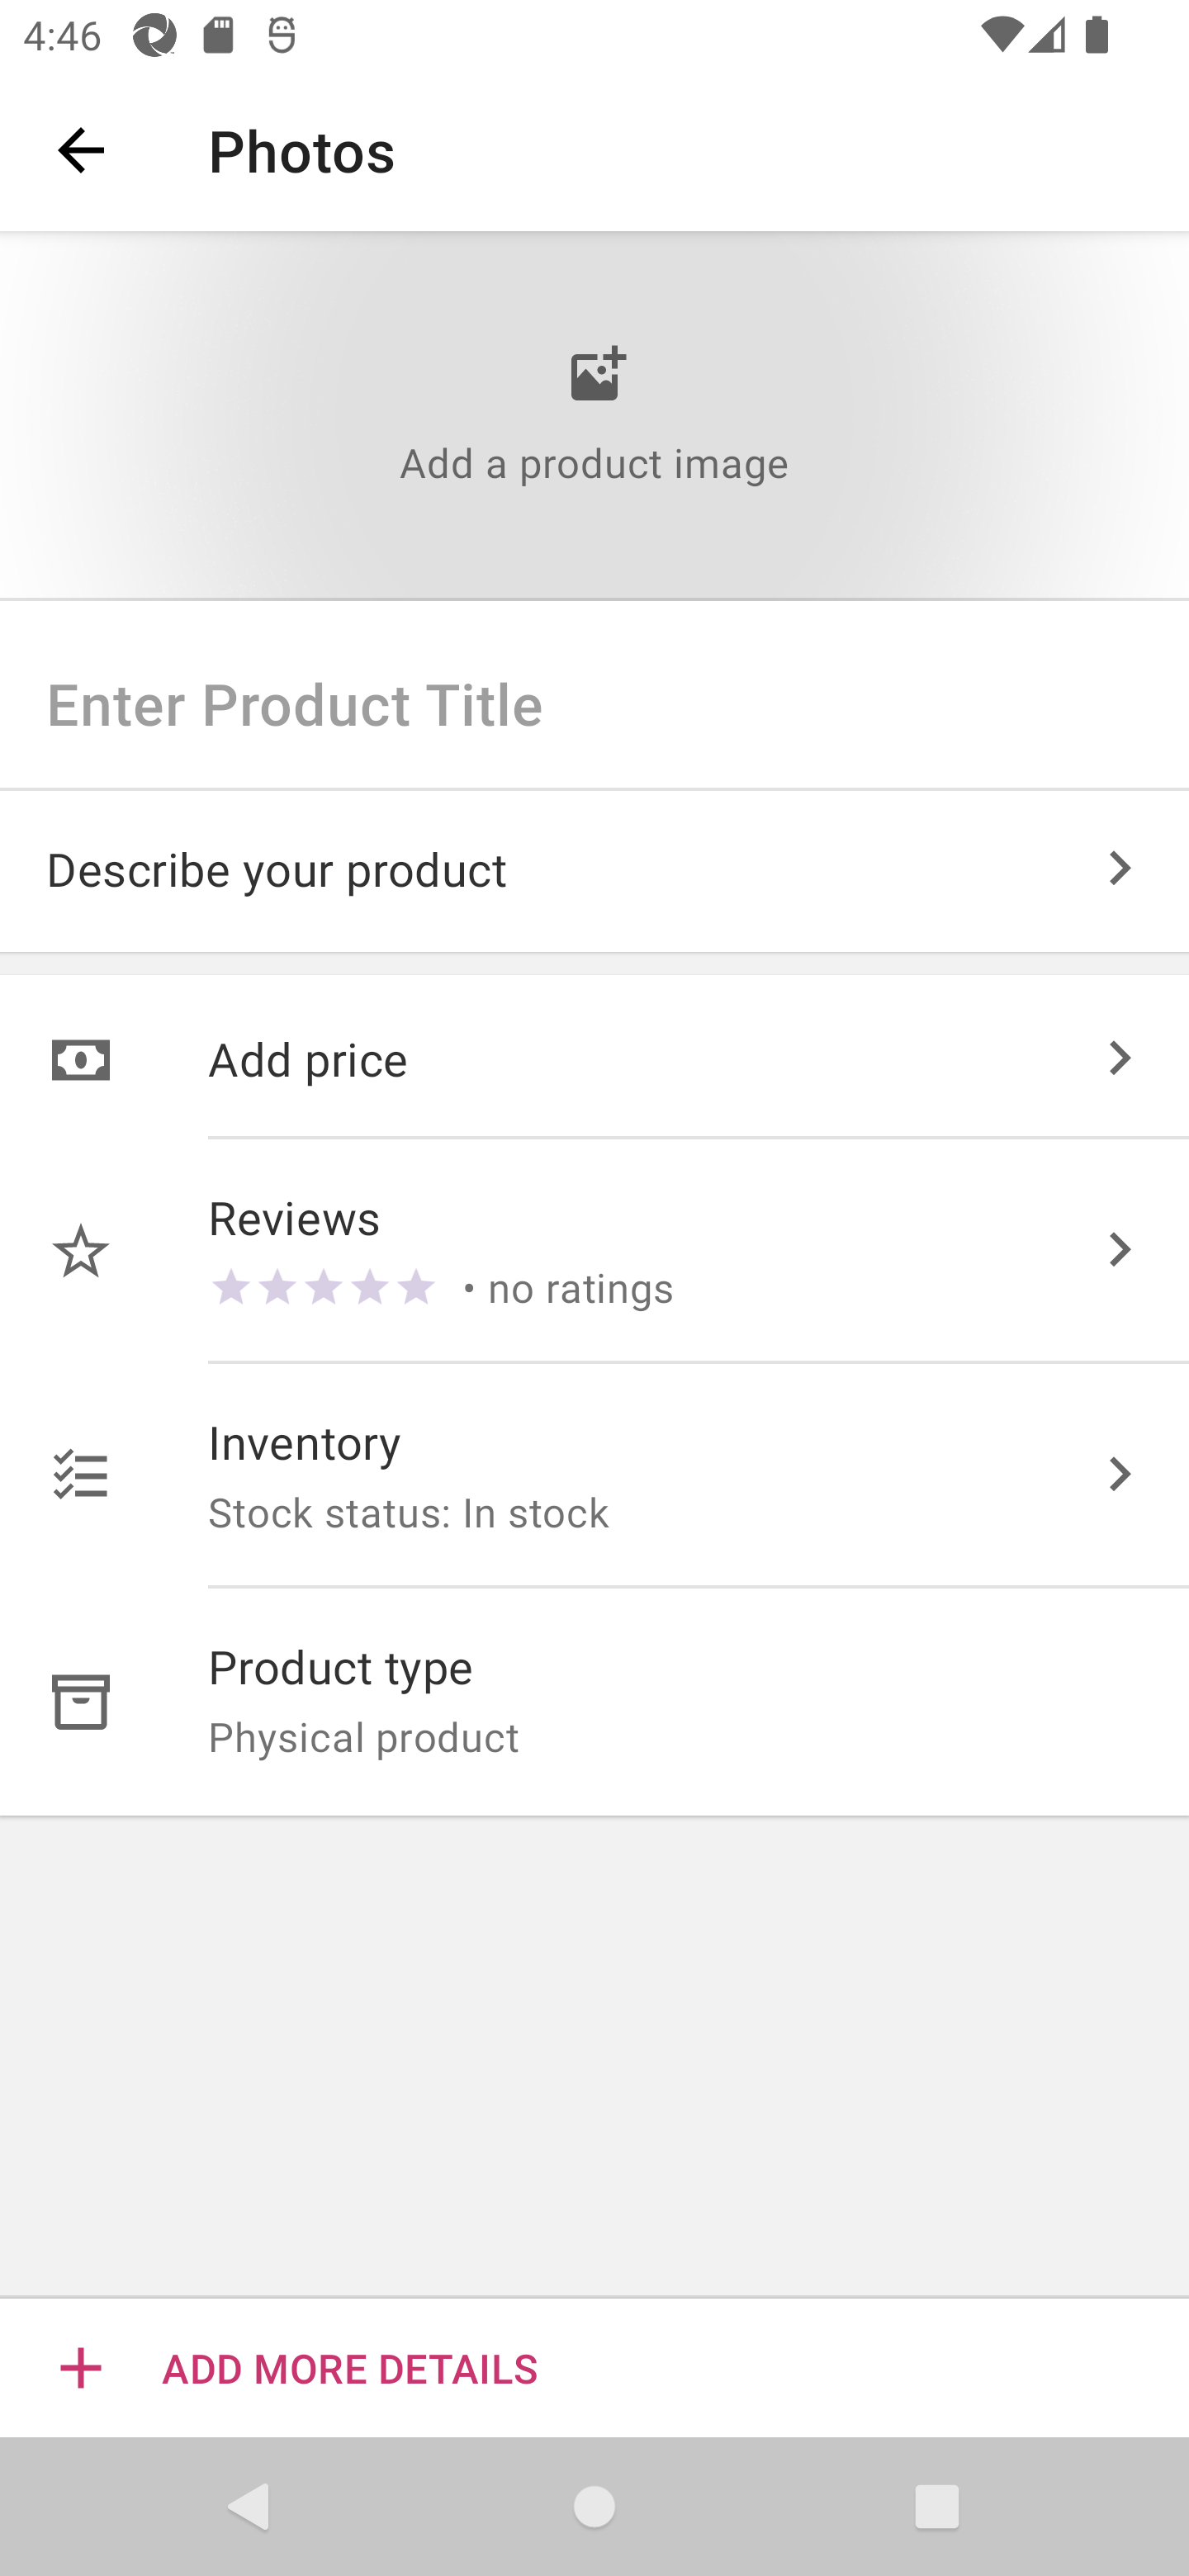 4:46
Photos
Add a product image
Enter Product Title
Describe your product
Add price
Reviews
• no ratings
Inventory
Stock status: In stock
Product type
Physical product
ADD MORE DETAILS